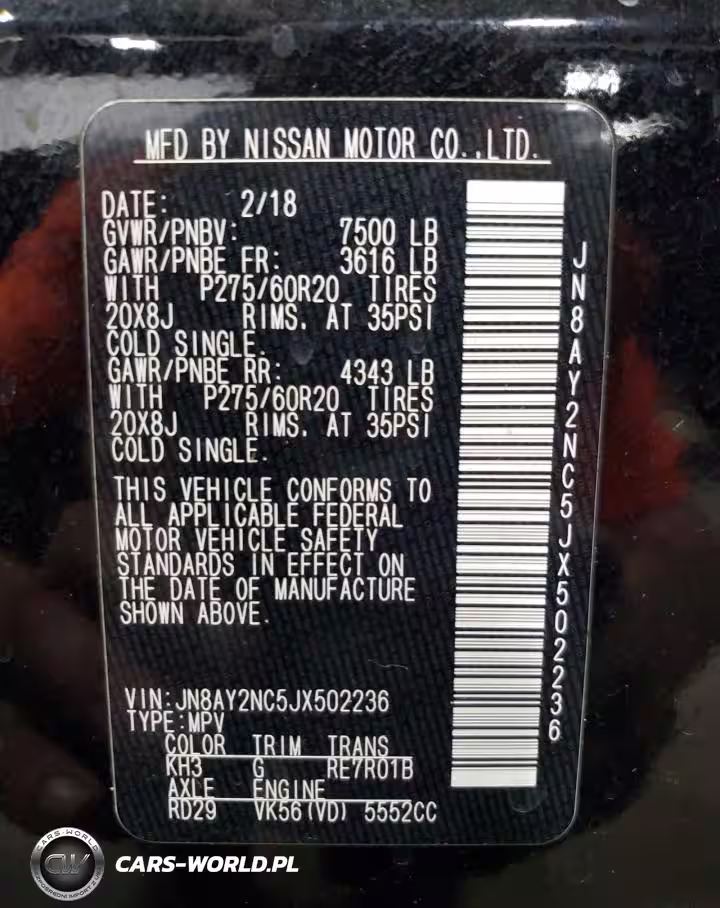 MFD BY NISSAN MOTOR CO.,LTD.
DATE: 2/18
GVWR/PNBV: 7500 LB
GAWR/PNBE FR: 3616 LB
WITH P275/60R20 TIRES
20X8J RIMS. AT 35PSI
COLD SINGLE.
GAWR/PNBE RR: 4343 LB
WITH P275/60R20 TIRES
20X8J RIMS. AT 35PSI
COLD SINGLE.
THIS VEHICLE CONFORMS TO
ALL APPLICABLE FEDERAL
MOTOR VEHICLE SAFETY
STANDARDS IN EFFECT ON
THE DATE OF MANUFACTURE
SHOWN ABOVE.
VIN:JN8AY2NC5JX502236
TYPE:MPV
COLOR TRIM TRANS
KH3 G RE7R01B
AXLE ENGINE
RD29 VK56(VD) 5552CC
JN8AY2NC5JX502236
CARS-WORLD
CW
CARS-WORLD.PL